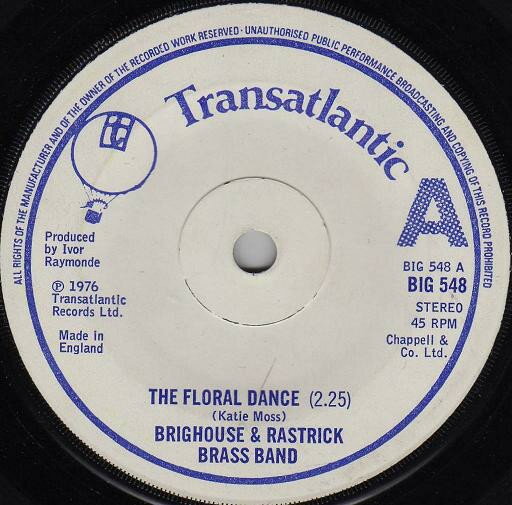 ALL RIGHTS OF THE MANUFACTURER AND OF THE OWNER OF THE RECORDED WORK RESERVED · UNAUTHORISED PUBLIC PERFORMANCE BROADCASTING AND COPYING OF THIS RECORD PROHIBITED
Transatlantic
A
Produced
by Ivor
Raymonde
℗ 1976
Transatlantic
Records Ltd.
Made in
England
BIG 548 A
BIG 548
STEREO
45 RPM
Chappell &
Co. Ltd.
THE FLORAL DANCE (2.25)
(Katie Moss)
BRIGHOUSE & RASTRICK
BRASS BAND